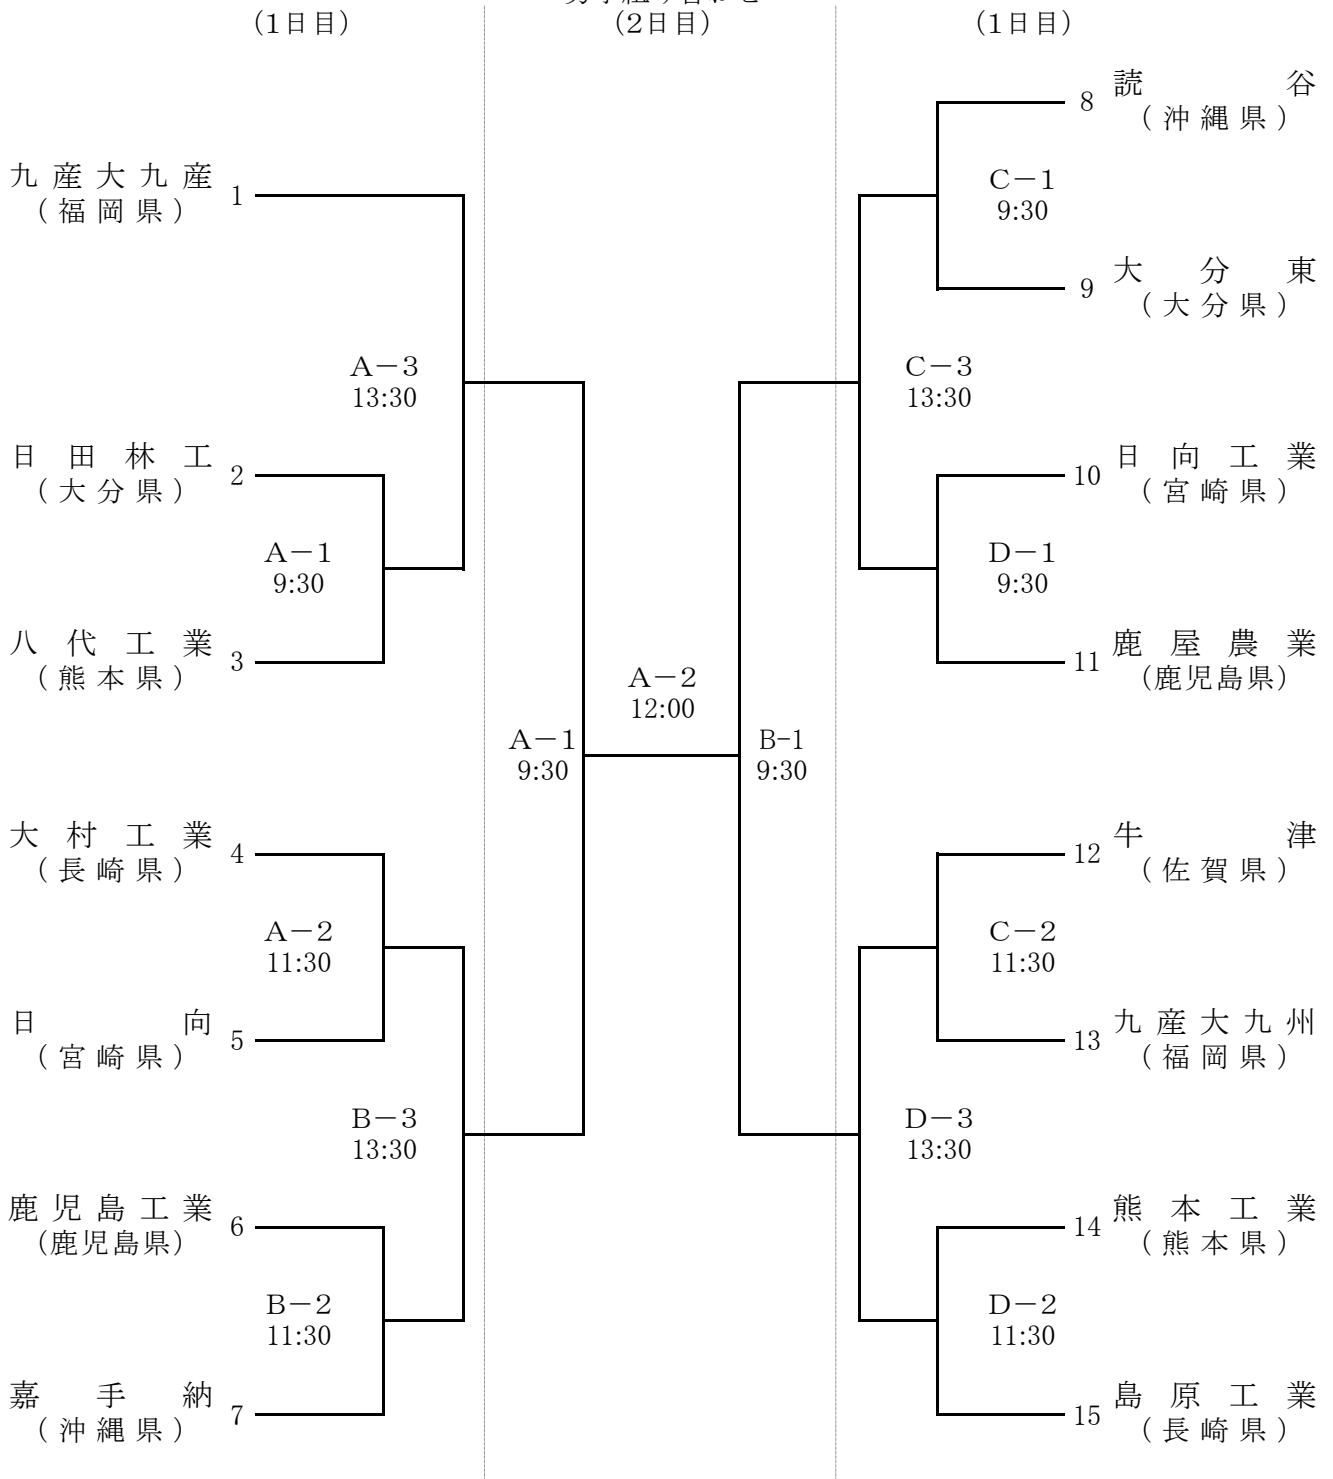 男子組み合わせ
(1日目)
(2日目)
(1日目)
九産大九産
(福岡県)
1
A－3
13:30
日田林工
(大分県)
2
A－1
9:30
八代工業
(熊本県)
3
大村工業
(長崎県)
4
A－2
11:30
日向
(宮崎県)
5
B－3
13:30
鹿児島工業
(鹿児島県)
6
B－2
11:30
嘉手納
(沖縄県)
7
A－1
9:30
A－2
12:00
B-1
9:30
8
読谷
(沖縄県)
C－1
9:30
9
大分東
(大分県)
C－3
13:30
10
日向工業
(宮崎県)
D－1
9:30
11
鹿屋農業
(鹿児島県)
12
牛津
(佐賀県)
C－2
11:30
13
九産大九州
(福岡県)
D－3
13:30
14
熊本工業
(熊本県)
D－2
11:30
15
島原工業
(長崎県)